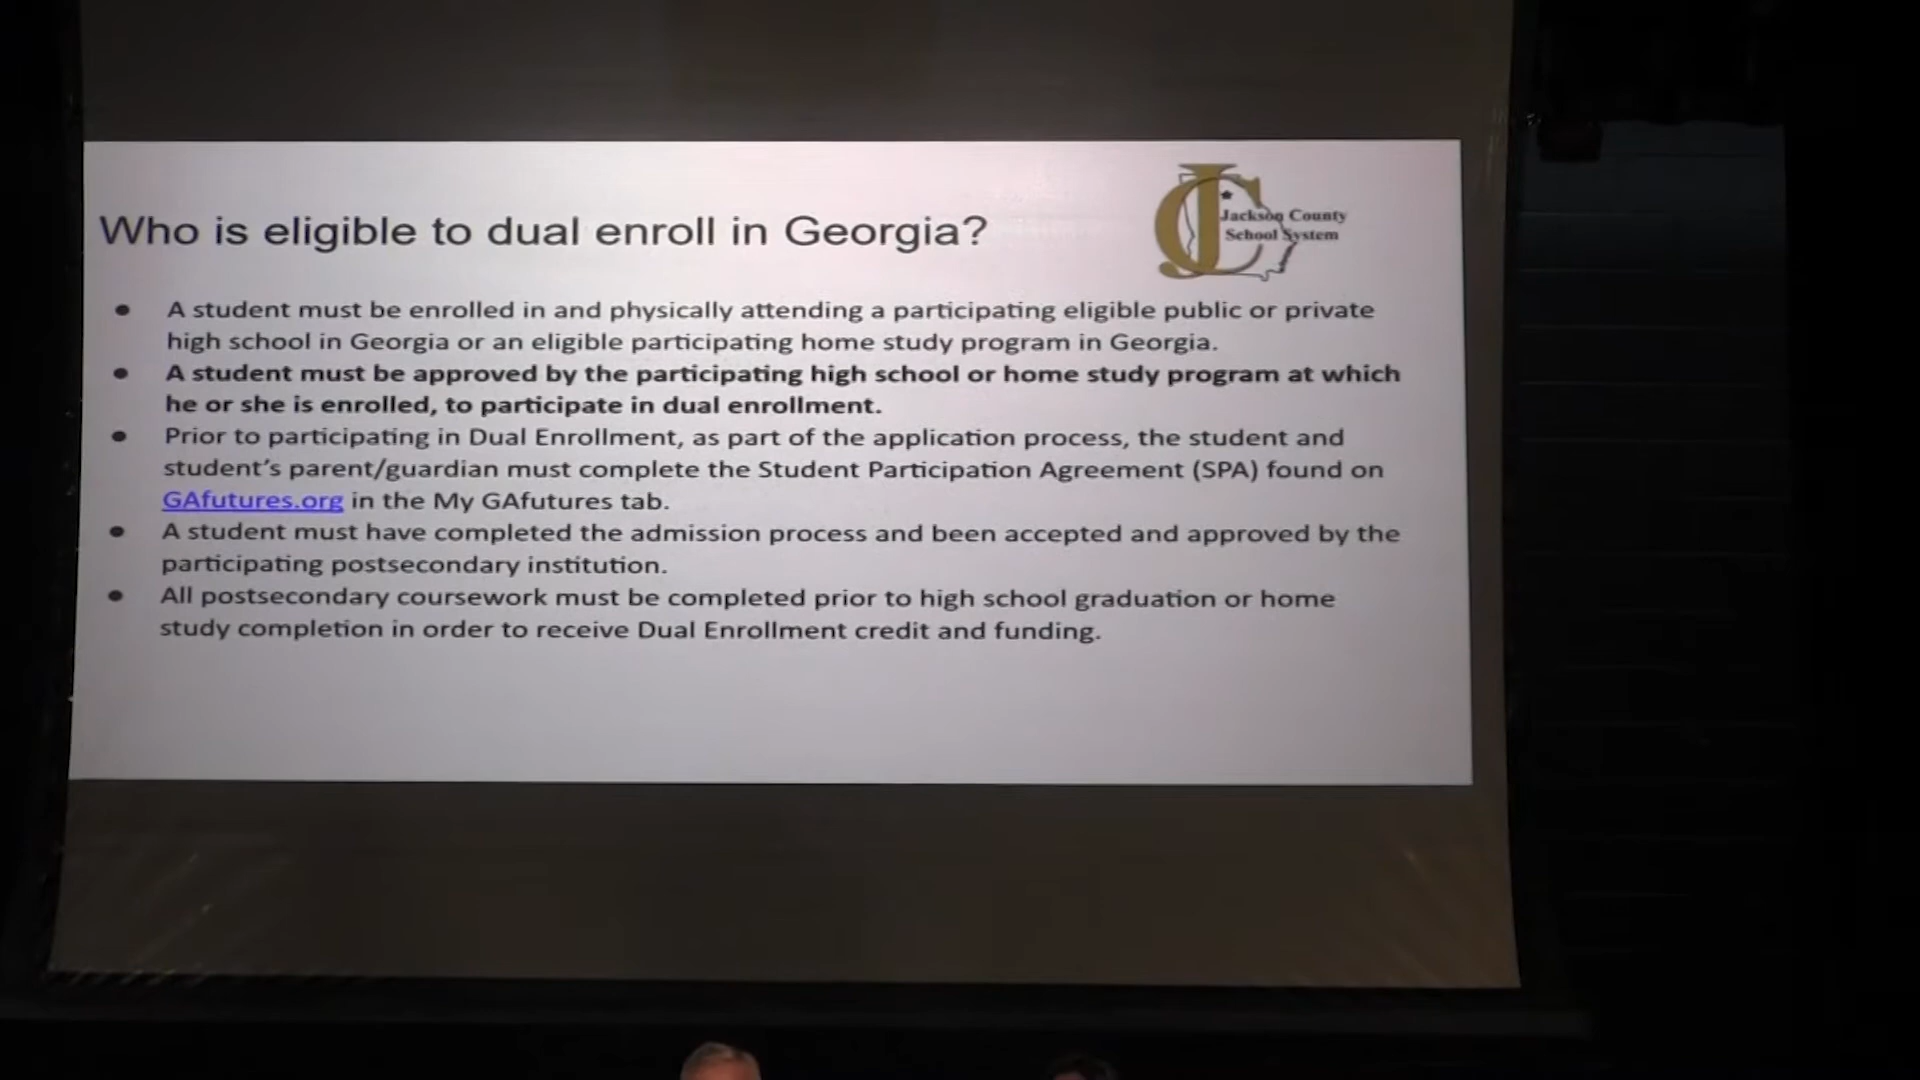 Who is eligible to dual enroll in Georgia?
Jackson County
School System
● A student must be enrolled in and physically attending a participating eligible public or private
high school in Georgia or an eligible participating home study program in Georgia.
● A student must be approved by the participating high school or home study program at which
he or she is enrolled, to participate in dual enrollment.
● Prior to participating in Dual Enrollment, as part of the application process, the student and
student’s parent/guardian must complete the Student Participation Agreement (SPA) found on
GAfutures.org in the My GAfutures tab.
● A student must have completed the admission process and been accepted and approved by the
participating postsecondary institution.
● All postsecondary coursework must be completed prior to high school graduation or home
study completion in order to receive Dual Enrollment credit and funding.